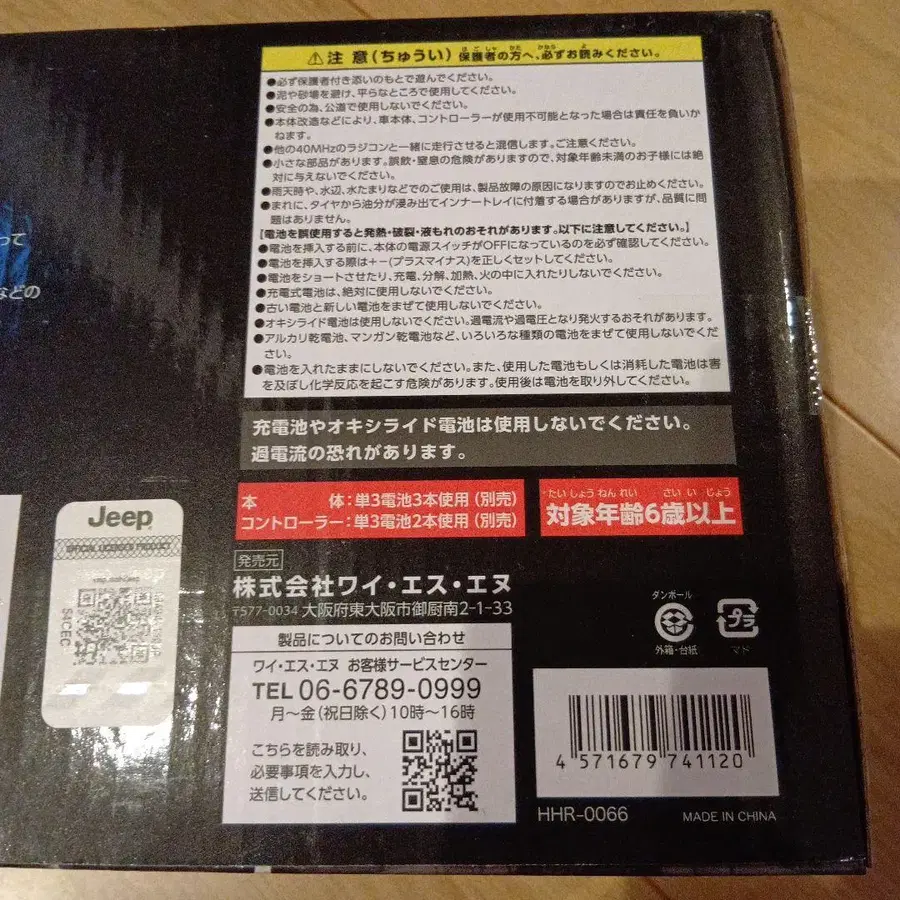 ⚠注意(ちゅうい) 保護者の方へ、必ずお読みください。
ほごしゃ かた かなら よ
●必ず保護者付き添いのもとで遊んでください。
●泥や砂場を避け、平らなところで使用してください。
●安全の為、公道で使用しないでください。
●本体改造などにより、車本体、コントローラーが使用不可能となった場合は責任を負いか
ねます。
●他の40MHzのラジコンと一緒に走行させると混信します。ご注意ください。
●小さな部品があります。誤飲・窒息の危険がありますので、対象年齢未満のお子様には絶
対に与えないでください。
●雨天時や、水辺、水たまりなどでのご使用は、製品故障の原因になりますのでお止めください。
●まれに、タイヤから油分が浸み出てインナートレイに付着する場合がありますが、品質に問
題はありません。
【電池を誤使用すると発熱・破裂・液もれのおそれがあります。以下に注意してください。】
●電池を挿入する前に、本体の電源スイッチがOFFになっているのを必ず確認してください。
●電池を挿入する際は+−(プラスマイナス)を正しくセットしてください。
●電池をショートさせたり、充電、分解、加熱、火の中に入れたりしないでください。
●充電式電池は、絶対に使用しないでください。
●古い電池と新しい電池をまぜて使用しないでください。
●オキシライド電池は使用しないでください。過電流や過電圧となり発火するおそれがあります。
●アルカリ乾電池、マンガン乾電池など、いろいろな種類の電池をまぜて使用しないでくださ
い。
●電池を入れたままにしないでください。また、使用した電池もしくは消耗した電池は害
を及ぼし化学反応を起こす危険があります。使用後は電池を取り外してください。
って
などの
充電池やオキシライド電池は使用しないでください。
過電流の恐れがあります。
本 体:単3電池3本使用(別売)
コントローラー:単3電池2本使用(別売)
たいしょうねんれい さい いじょう
対象年齢6歳以上
Jeep
発売元
株式会社ワイ・エス・エヌ
〒577-0034 大阪府東大阪市御厨南2-1-33
製品についてのお問い合わせ
ワイ・エス・エヌ お客様サービスセンター
TEL 06-6789-0999
月〜金(祝日除く)10時〜16時
こちらを読み取り、
必要事項を入力し、
送信してください。
ダンボール
外箱・台紙
プラ
マド
4 571679 741120
HHR-0066 MADE IN CHINA